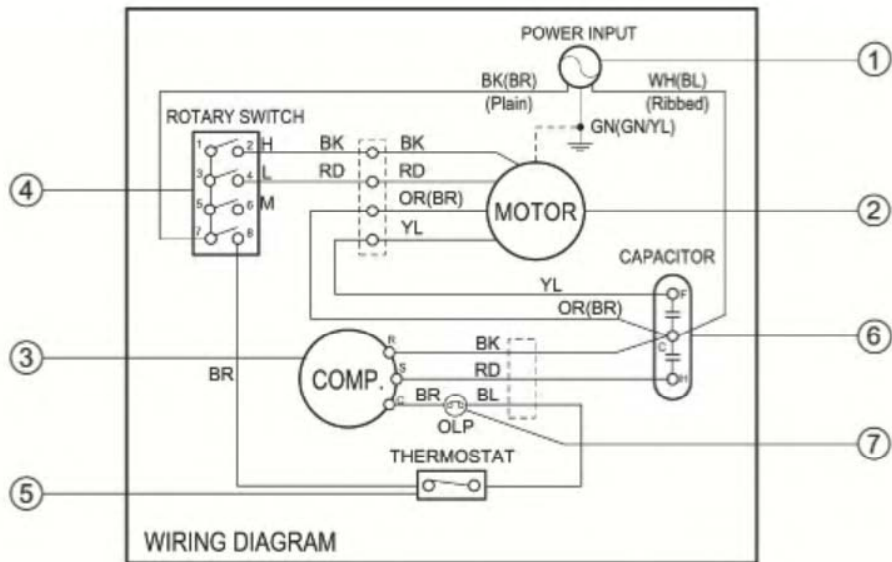 POWER INPUT
1
BK(BR)
WH(BL)
(Plain)
(Ribbed)
ROTARY SWITCH
GN(GN/YL)
1 2 H BK BK
4
3 4 L RD RD
5 6 M OR(BR)
MOTOR
2
7 8 YL
CAPACITOR
YL
F
OR(BR)
6
3
R BK
C
BR
COMP.
S RD
H
C BR BL
OLP
7
THERMOSTAT
5
WIRING DIAGRAM